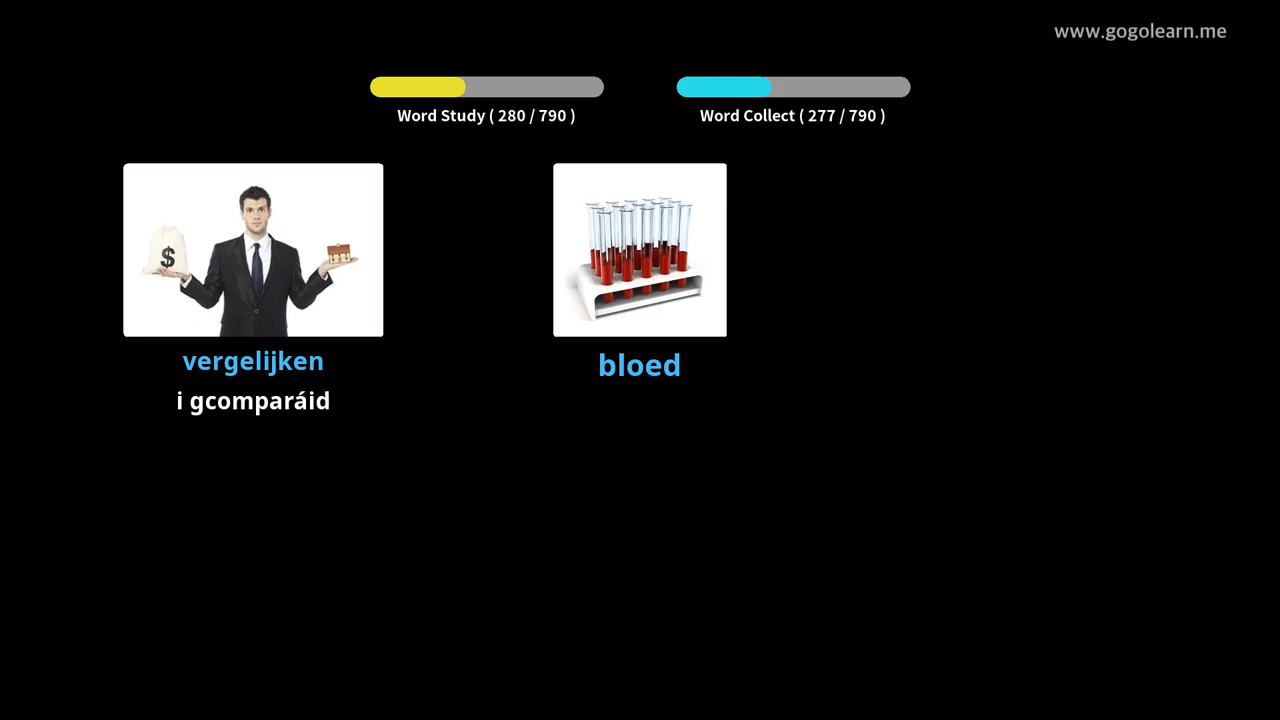 www.gogolearn.me
Word Study ( 280 / 790 )
Word Collect ( 277 / 790 )
$
vergelijken
i gcomparáid
bloed